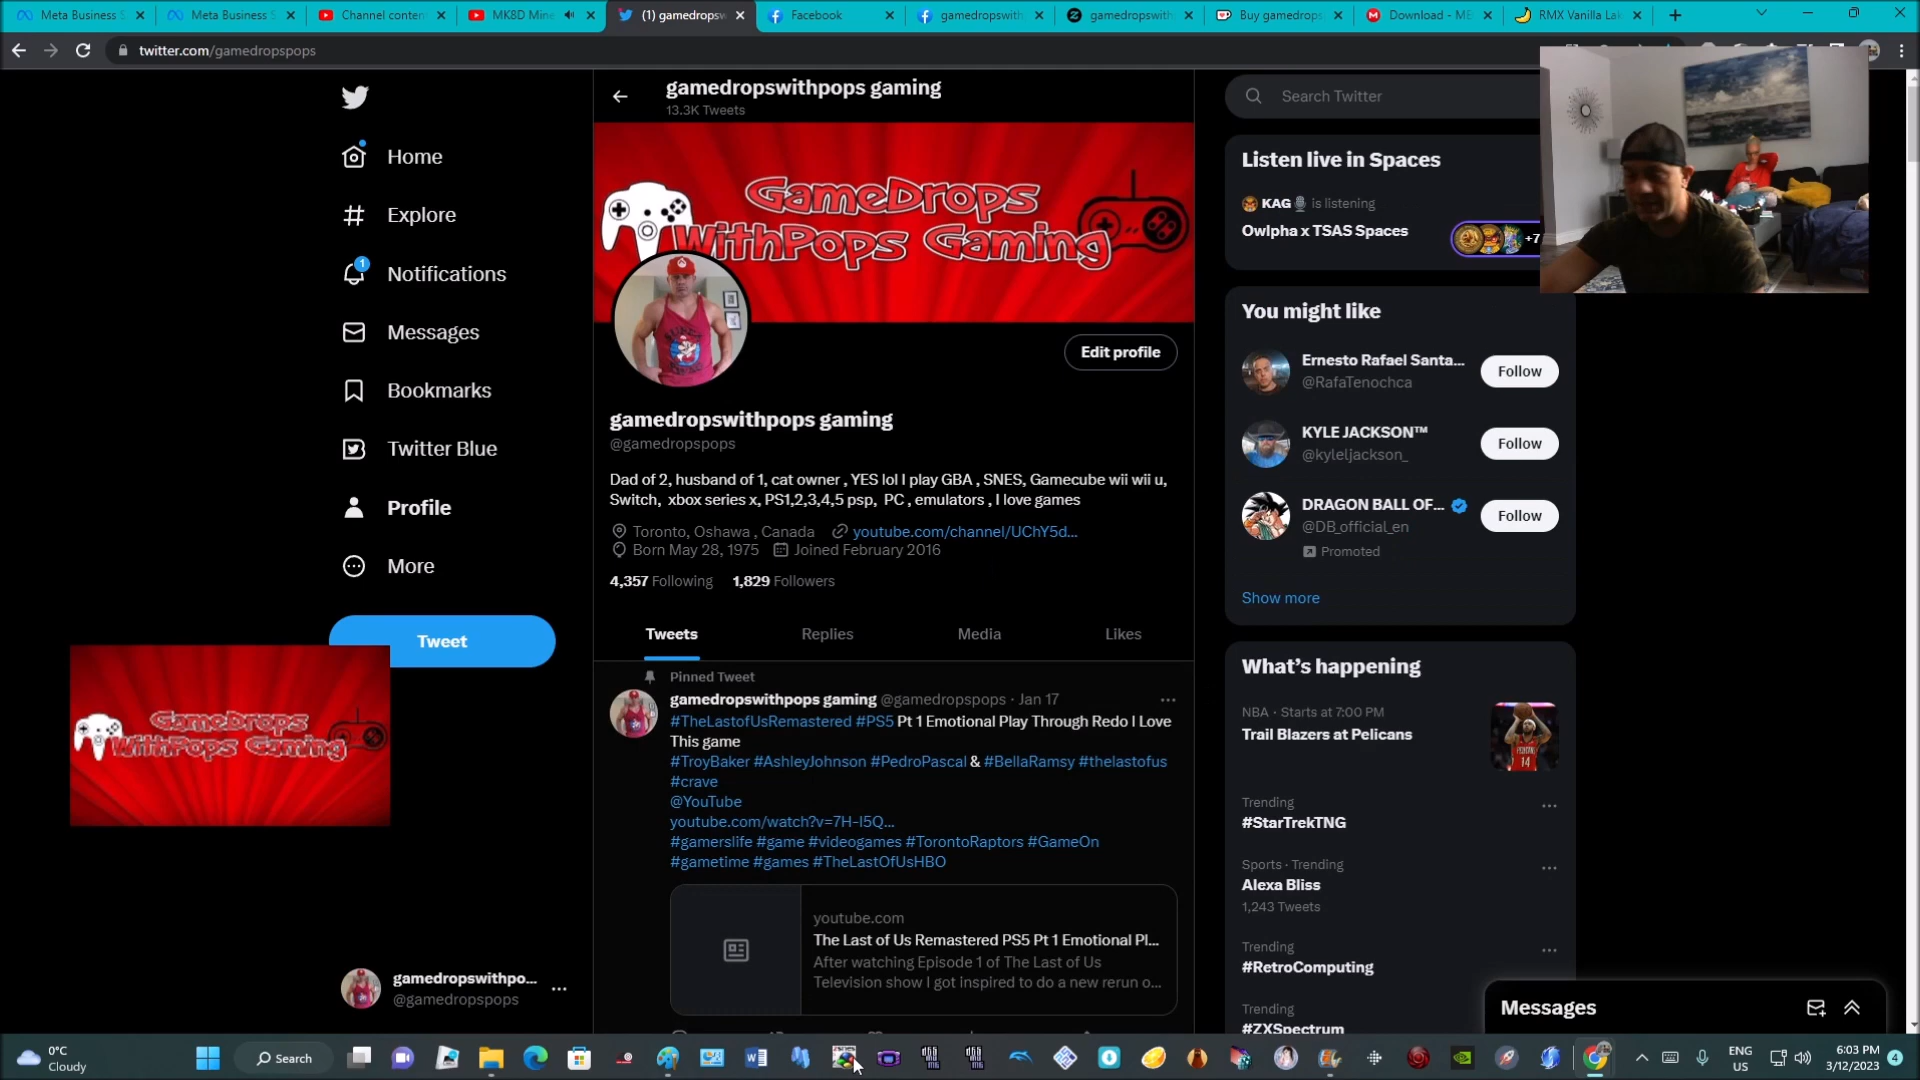 Meta Business S
Meta Business S
Channel conten
MK8D Mine
(1) gamedropsw
Facebook
gamedropswith
gamedropswith
Buy gamedrops
Download - ME
RMX Vanilla Lak
twitter.com/gamedropspops
gamedropswithpops gaming
13.3K Tweets
Home
Explore
1
Notifications
Messages
Bookmarks
Twitter Blue
Profile
More
Tweet
GameDrops
WithPops Gaming
gamedropswithpo...
@gamedropspops
GameDrops
WithPops Gaming
Edit profile
gamedropswithpops gaming
@gamedropspops
Dad of 2, husband of 1, cat owner , YES lol I play GBA , SNES, Gamecube wii wii u,
Switch, xbox series x, PS1,2,3,4,5 psp, PC , emulators , I love games
Toronto, Oshawa , Canada youtube.com/channel/UChY5d...
Born May 28, 1975 Joined February 2016
4,357 Following 1,829 Followers
Tweets Replies Media Likes
Pinned Tweet
gamedropswithpops gaming @gamedropspops · Jan 17
#TheLastofUsRemastered #PS5 Pt 1 Emotional Play Through Redo I Love
This game
#TroyBaker #AshleyJohnson #PedroPascal & #BellaRamsy #thelastofus
#crave
@YouTube
youtube.com/watch?v=7H-I5Q...
#gamerslife #game #videogames #TorontoRaptors #GameOn
#gametime #games #TheLastOfUsHBO
youtube.com
The Last of Us Remastered PS5 Pt 1 Emotional Pl...
After watching Episode 1 of The Last of Us
Television show I got inspired to do a new rerun o...
Search Twitter
Listen live in Spaces
KAG is listening
Owlpha x TSAS Spaces
+7
You might like
Ernesto Rafael Santa...
@RafaTenochca
Follow
KYLE JACKSON™
@kyleljackson_
Follow
DRAGON BALL OF...
@DB_official_en
Follow
Promoted
Show more
What's happening
NBA · Starts at 7:00 PM
Trail Blazers at Pelicans
Trending
#StarTrekTNG
Sports · Trending
Alexa Bliss
1,243 Tweets
Trending
#RetroComputing
Trending
#ZXSpectrum
Messages
0°C
Cloudy
Search
ENG
US
6:03 PM
3/12/2023
4